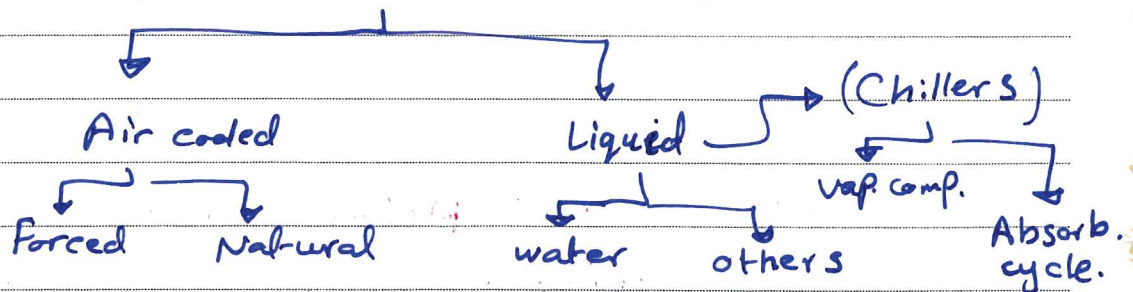 (Chillers)
Air cooled
Liquid
vap. comp.
Forced
Natural
water
others
Absorb.
cycle.